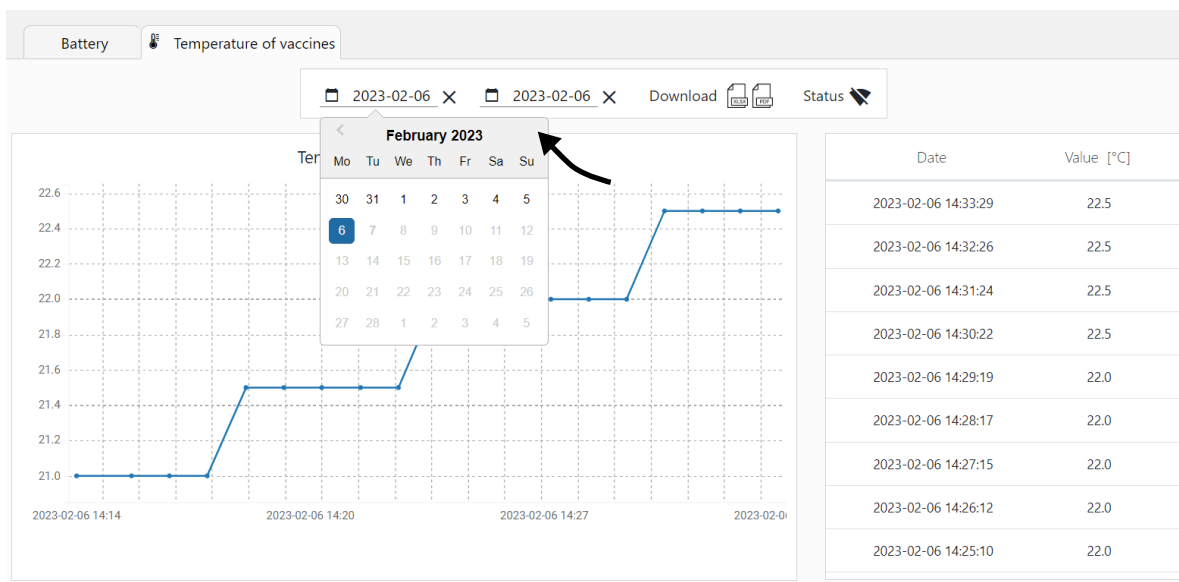 Battery
Temperature of vaccines
2023-02-06
2023-02-06
Download
XLSX
PDF
Status
Ter
February 2023
Mo Tu We Th Fr Sa Su
30 31 1 2 3 4 5
6 7 8 9 10 11 12
13 14 15 16 17 18 19
20 21 22 23 24 25 26
27 28 1 2 3 4 5
22.6
22.4
22.2
22.0
21.8
21.6
21.4
21.2
21.0
2023-02-06 14:14
2023-02-06 14:20
2023-02-06 14:27
2023-02-0
Date Value [°C]
2023-02-06 14:33:29 22.5
2023-02-06 14:32:26 22.5
2023-02-06 14:31:24 22.5
2023-02-06 14:30:22 22.5
2023-02-06 14:29:19 22.0
2023-02-06 14:28:17 22.0
2023-02-06 14:27:15 22.0
2023-02-06 14:26:12 22.0
2023-02-06 14:25:10 22.0